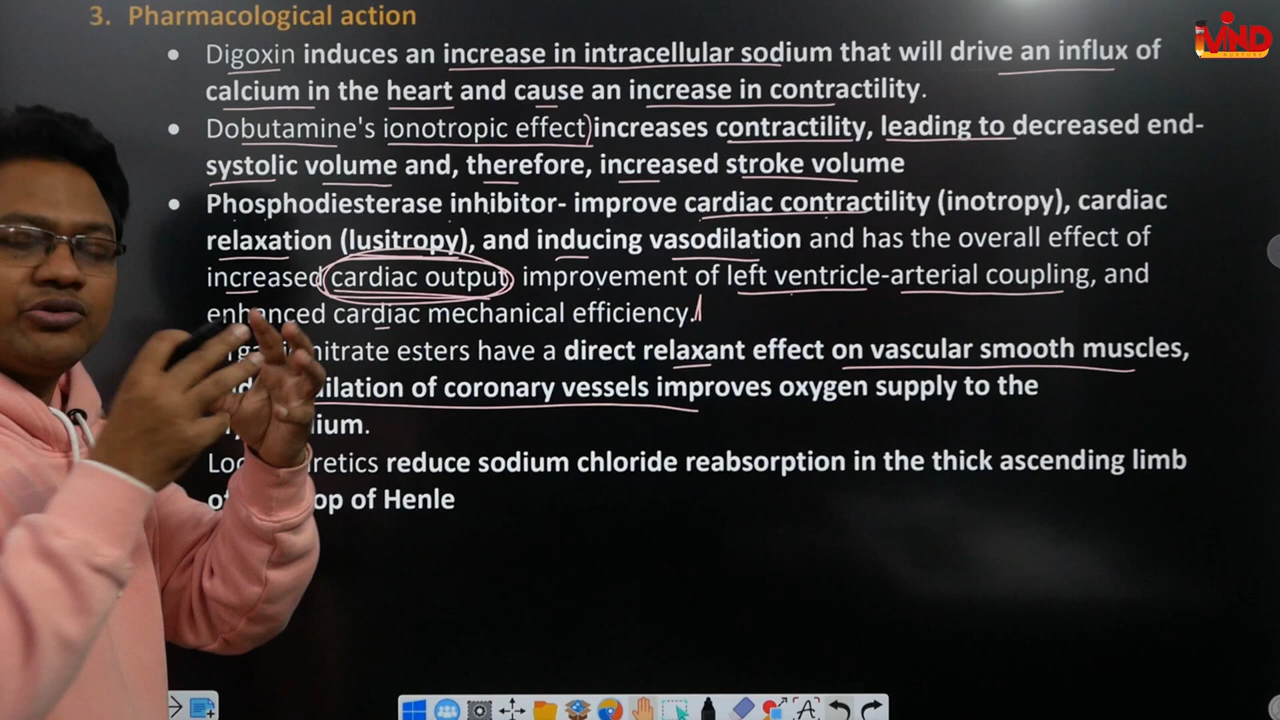 3. Pharmacological action
MIND
• Digoxin induces an increase in intracellular sodium that will drive an influx of
calcium in the heart and cause an increase in contractility.
• Dobutamine's ionotropic effect)increases contractility, leading to decreased end-
systolic volume and, therefore, increased stroke volume
• Phosphodiesterase inhibitor- improve cardiac contractility (inotropy), cardiac
relaxation (lusitropy), and inducing vasodilation and has the overall effect of
increased cardiac output improvement of left ventricle-arterial coupling, and
enhanced cardiac mechanical efficiency.
nitrate esters have a direct relaxant effect on vascular smooth muscles,
dilation of coronary vessels improves oxygen supply to the
reduce sodium chloride reabsorption in the thick ascending limb
of Henle